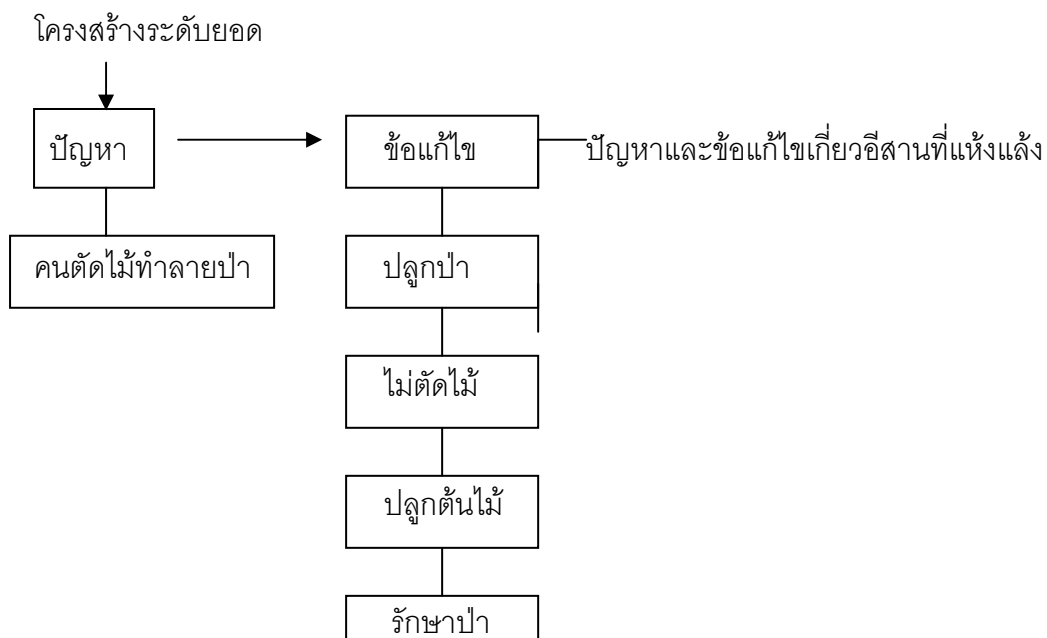 โครงสร้างระดับยอด
ปัญหา
ข้อแก้ไข
ปัญหาและข้อแก้ไขเกี่ยวอีสานที่แห้งแล้ง
คนตัดไม้ทำลายป่า
ปลูกป่า
ไม่ตัดไม้
ปลูกต้นไม้
รักษาป่า